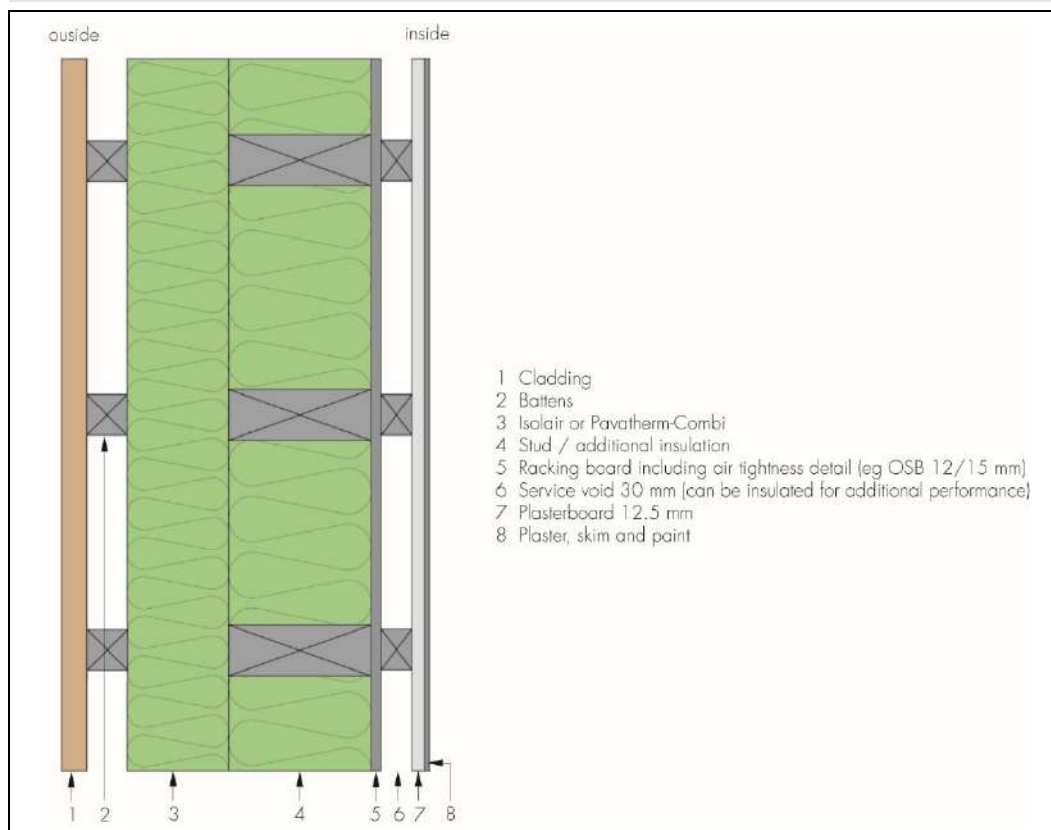 ouside
inside
1 Cladding
2 Battens
3 Isolair or Pavatherm-Combi
4 Stud / additional insulation
5 Racking board including air tightness detail (eg OSB 12/15 mm)
6 Service void 30 mm (can be insulated for additional performance)
7 Plasterboard 12.5 mm
8 Plaster, skim and paint
1 2 3 4 5 6 7 8